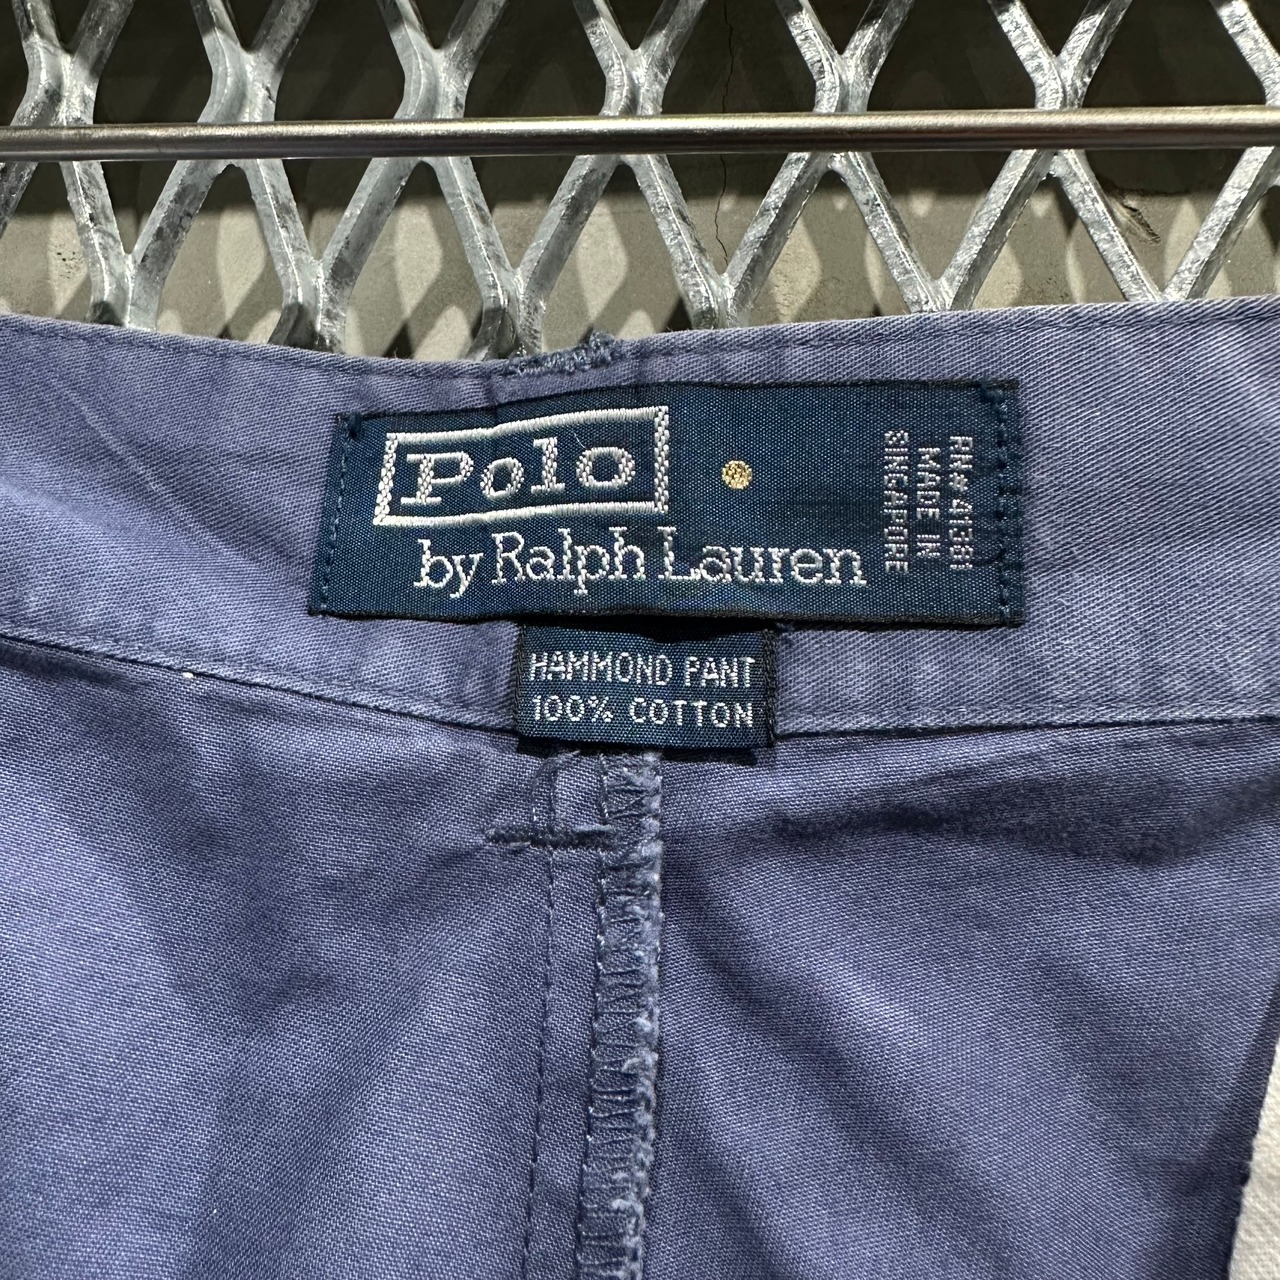 Polo
by Ralph Lauren
RN# 41381
MADE IN
SINGAPORE
HAMMOND PANT
100% COTTON